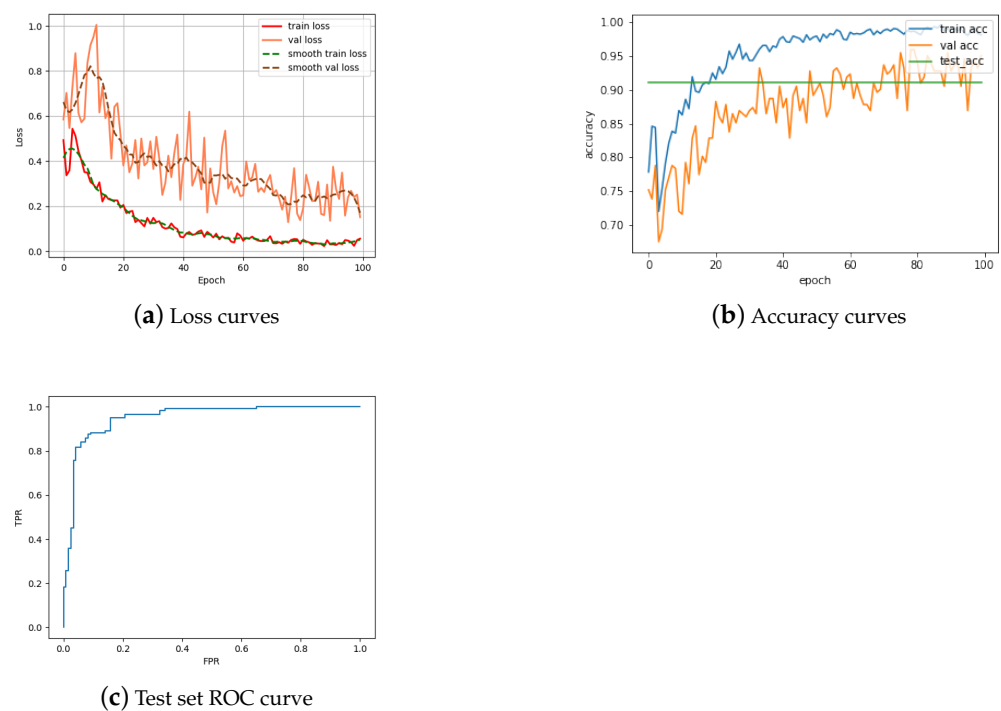 train loss
val loss
smooth train loss
smooth val loss
1.0
0.8
0.6
0.4
0.2
0.0
Loss
0 20 40 60 80 100
Epoch
(a) Loss curves
train acc
val acc
test_acc
1.00
0.95
0.90
0.85
0.80
0.75
0.70
accuracy
0 20 40 60 80 100
epoch
(b) Accuracy curves
1.0
0.8
0.6
0.4
0.2
0.0
TPR
0.0 0.2 0.4 0.6 0.8 1.0
FPR
(c) Test set ROC curve